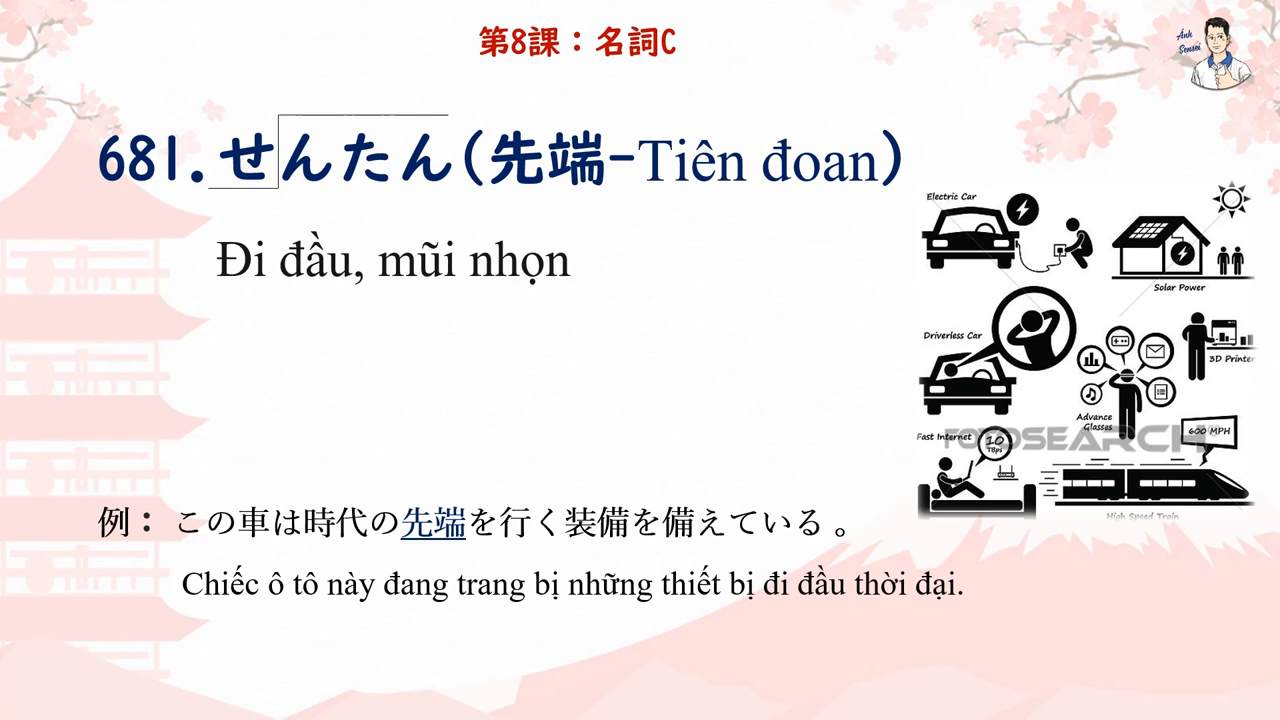 第8課：名詞C
Ánh Sensei
681.せんたん(先端-Tiên đoan)
Đi đầu, mũi nhọn
Electric Car
Solar Power
Driverless Car
3D Printer
Advance Glasses
FOTOSEARCH
Fast Internet
10 TBps
600 MPH
High Speed Train
例： この車は時代の先端を行く装備を備えている 。
Chiếc ô tô này đang trang bị những thiết bị đi đầu thời đại.